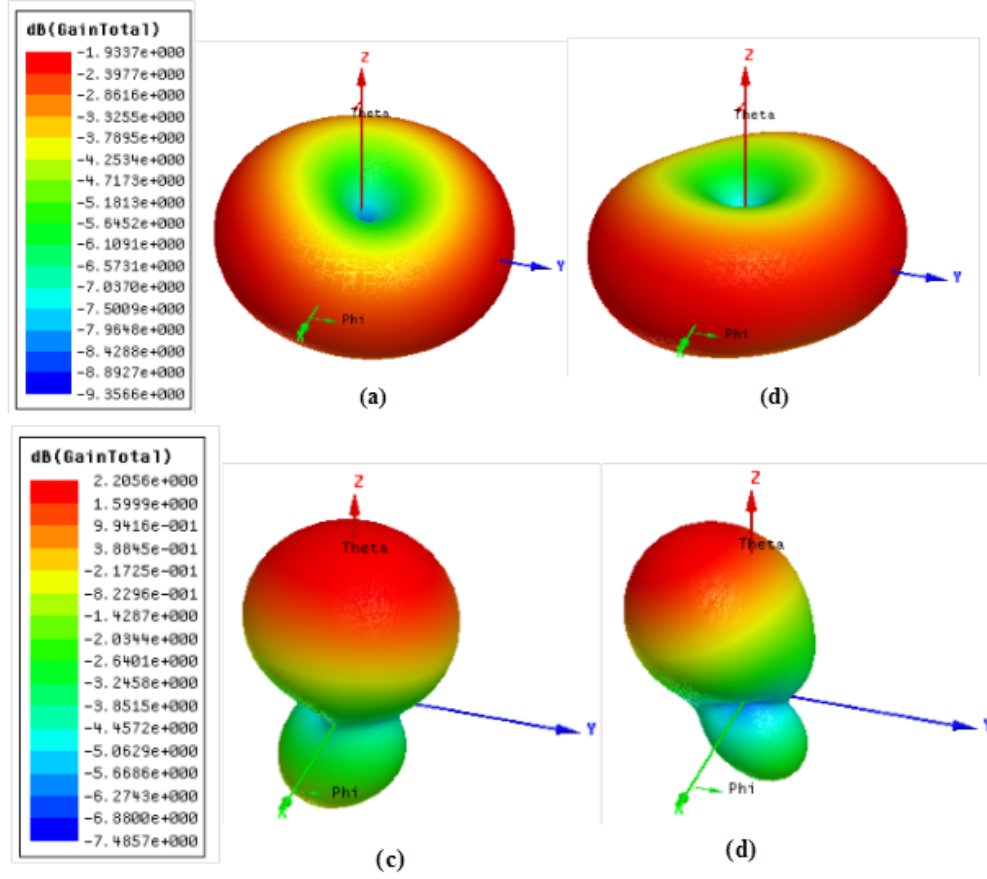 dB(GainTotal)
-1.9337e+000
-2.3977e+000
-2.8616e+000
-3.3255e+000
-3.7895e+000
-4.2534e+000
-4.7173e+000
-5.1813e+000
-5.6452e+000
-6.1091e+000
-6.5731e+000
-7.0370e+000
-7.5009e+000
-7.9648e+000
-8.4288e+000
-8.8927e+000
-9.3566e+000
Z
Theta
Y
Phi
X
(a)
Z
Theta
Y
Phi
X
(d)
dB(GainTotal)
2.2056e+000
1.5999e+000
9.9416e-001
3.8845e-001
-2.1725e-001
-8.2296e-001
-1.4287e+000
-2.0344e+000
-2.6401e+000
-3.2458e+000
-3.8515e+000
-4.4572e+000
-5.0629e+000
-5.6686e+000
-6.2743e+000
-6.8800e+000
-7.4857e+000
Z
Theta
Y
Phi
X
(c)
Z
Theta
Y
Phi
X
(d)